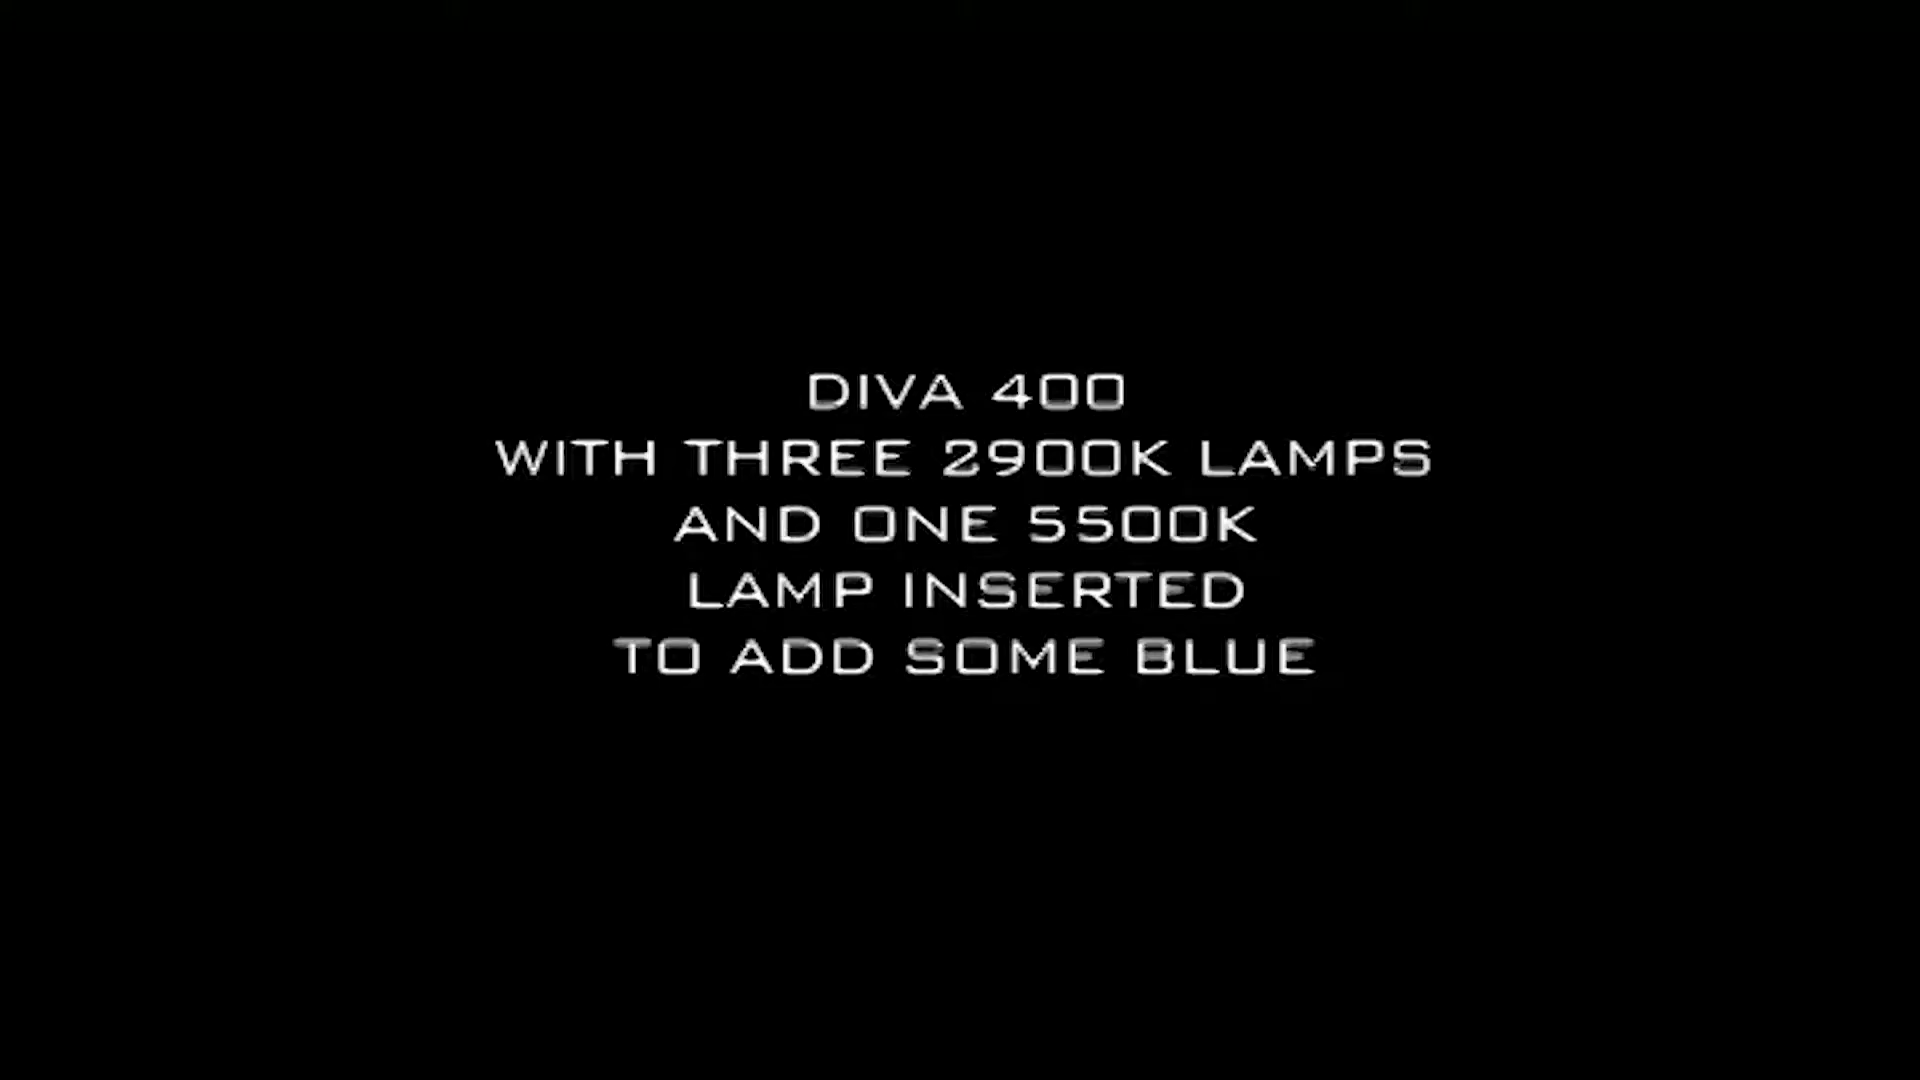 DIVA 400
WITH THREE 2900K LAMPS
AND ONE 5500K
LAMP INSERTED
TO ADD SOME BLUE